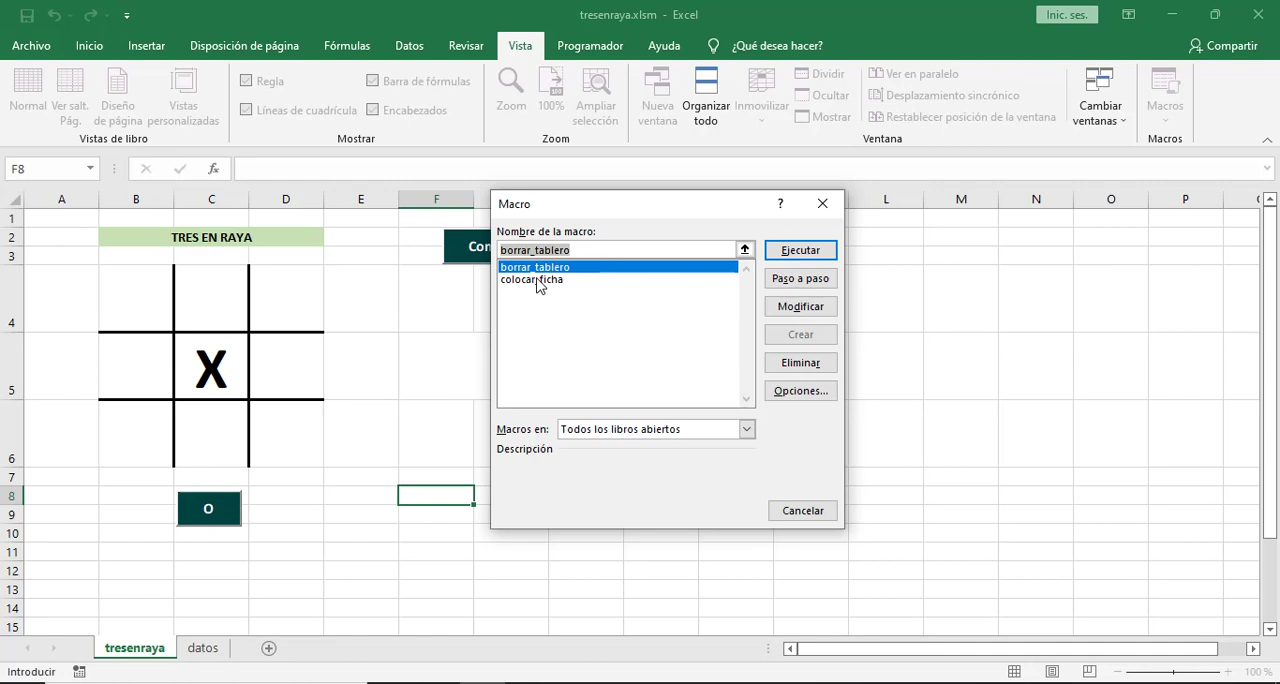 tresenraya.xlsm - Excel
Inic. ses.
Archivo Inicio Insertar Disposición de página Fórmulas Datos Revisar Vista Programador Ayuda ¿Qué desea hacer? Compartir
Normal Ver salt. Pág. Diseño de página Vistas personalizadas
Regla Barra de fórmulas
Líneas de cuadrícula Encabezados
Zoom 100% Ampliar selección
Nueva ventana Organizar todo Inmovilizar
Dividir
Ocultar
Mostrar
Ver en paralelo
Desplazamiento sincrónico
Restablecer posición de la ventana
Cambiar ventanas
Macros
Vistas de libro Mostrar Zoom Ventana Macros
F8 fx
A B C D E F L M N O P
1
2
3
4
5
6
7
8
9
10
11
12
13
14
15
TRES EN RAYA
X
O
Macro ?
Nombre de la macro:
borrar_tablero Ejecutar
borrar_tablero
colocar_ficha Paso a paso
Modificar
Crear
Eliminar
Opciones...
Macros en: Todos los libros abiertos
Descripción
Cancelar
tresenraya datos
Introducir 100 %